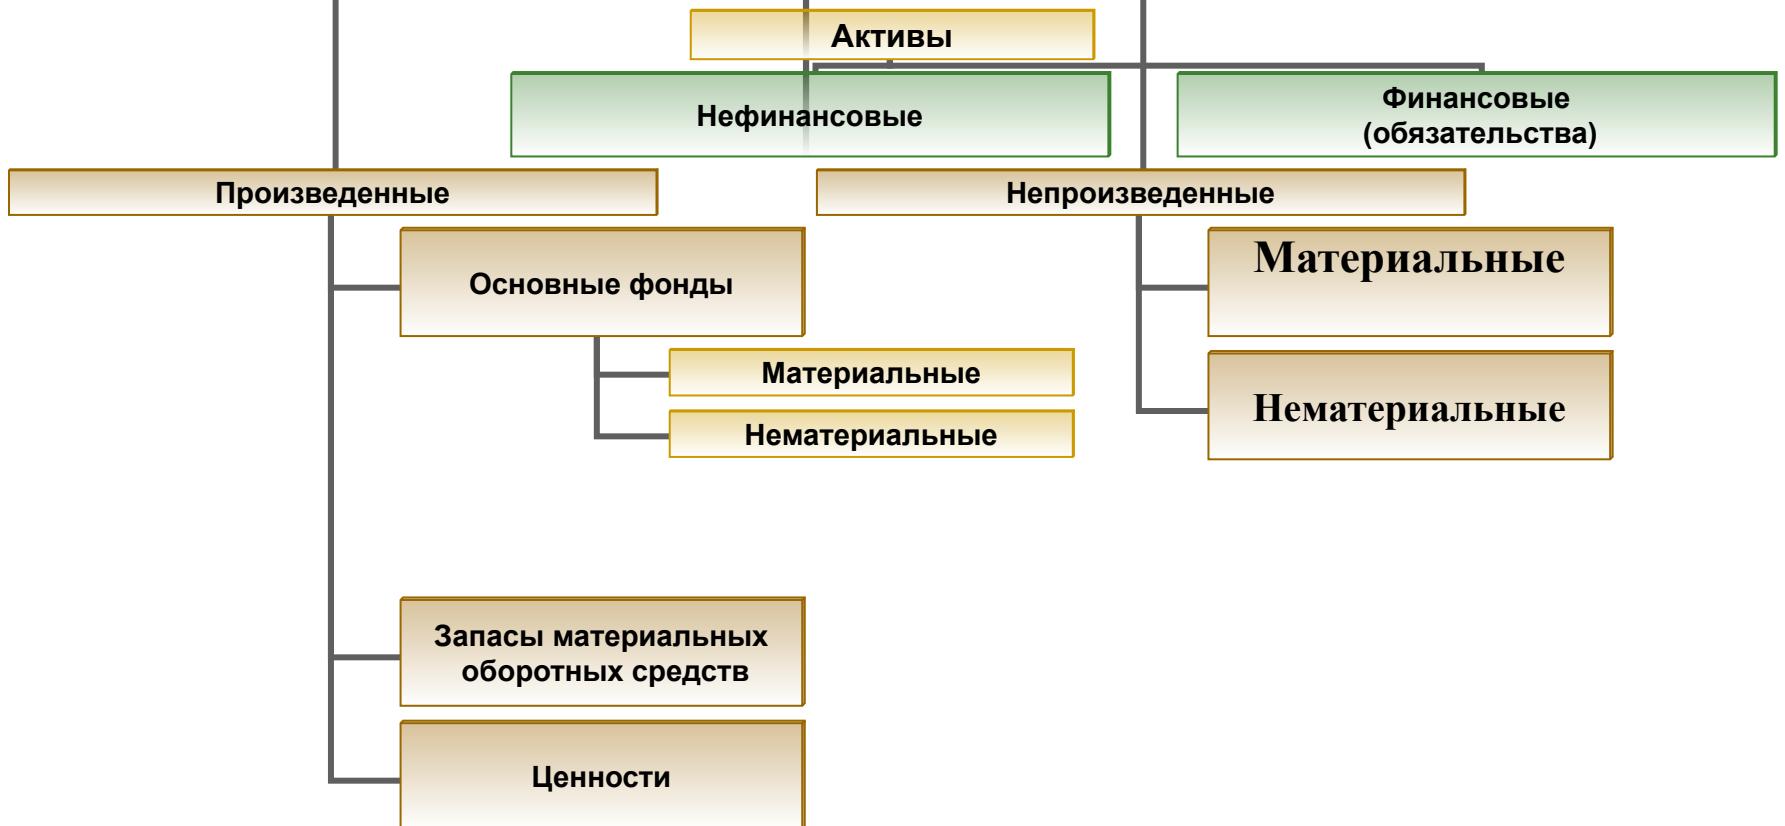 Активы
Нефинансовые
Финансовые
(обязательства)
Произведенные
Непроизведенные
Основные фонды
Материальные
Материальные
Нематериальные
Нематериальные
Запасы материальных
оборотных средств
Ценности